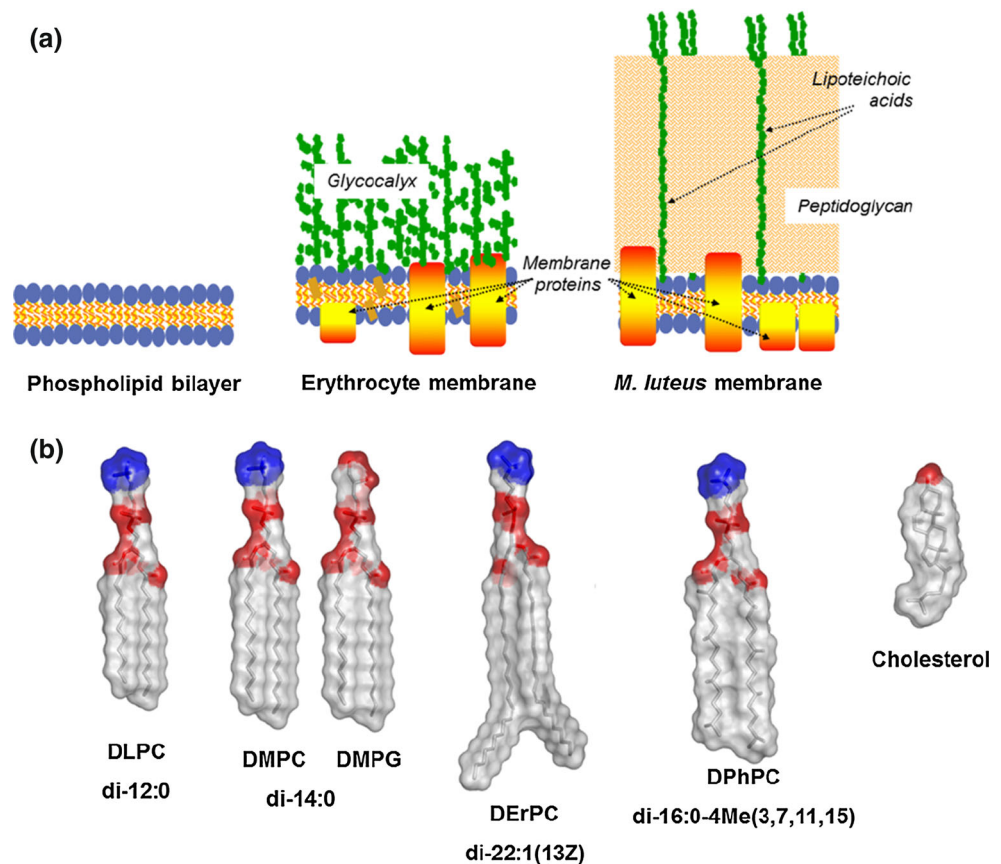 (a)
Lipoteichoic
acids
Glycocalyx
Peptidoglycan
Membrane
proteins
Phospholipid bilayer
Erythrocyte membrane
M. luteus membrane
(b)
Cholesterol
DLPC
di-12:0
DMPC
DMPG
di-14:0
DErPC
di-22:1(13Z)
DPhPC
di-16:0-4Me(3,7,11,15)